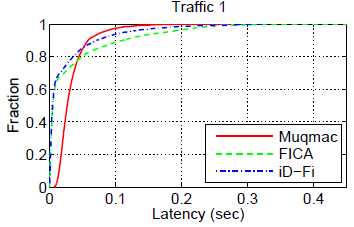 Traffic 1
Fraction
1
0.8
0.6
0.4
0.2
0
0 0.1 0.2 0.3 0.4
Latency (sec)
Muqmac
FICA
iD-Fi